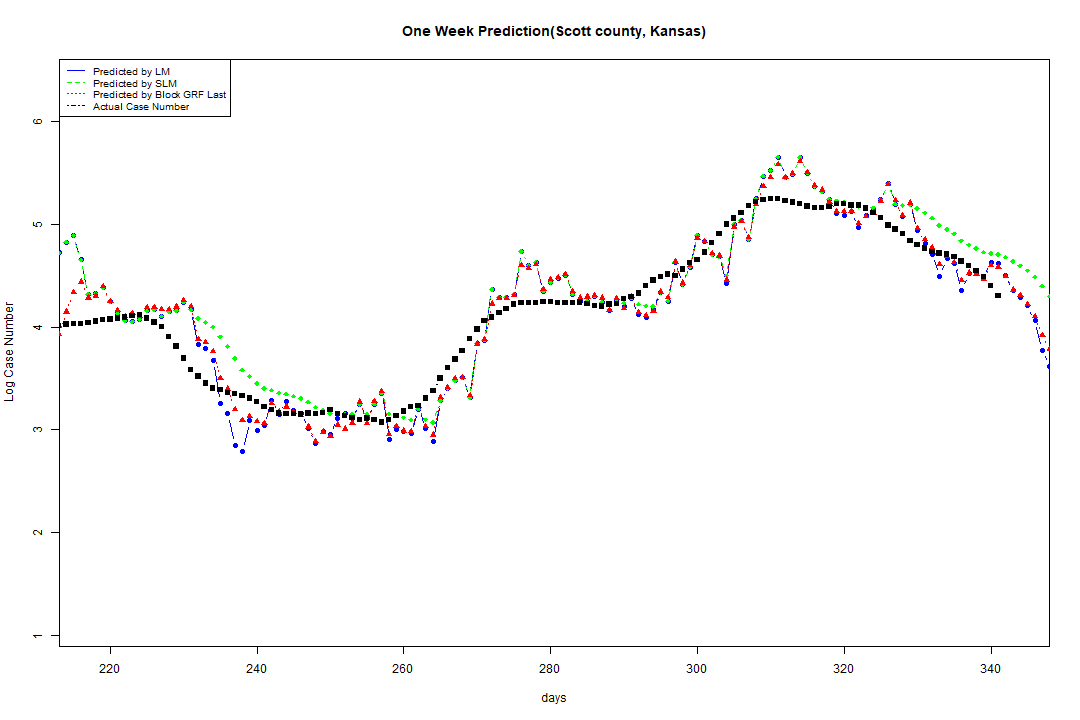 One Week Prediction(Scott county, Kansas)
Predicted by LM
Predicted by SLM
Predicted by Block GRF Last
Actual Case Number
Log Case Number
6
5
4
3
2
1
220 240 260 280 300 320 340
days